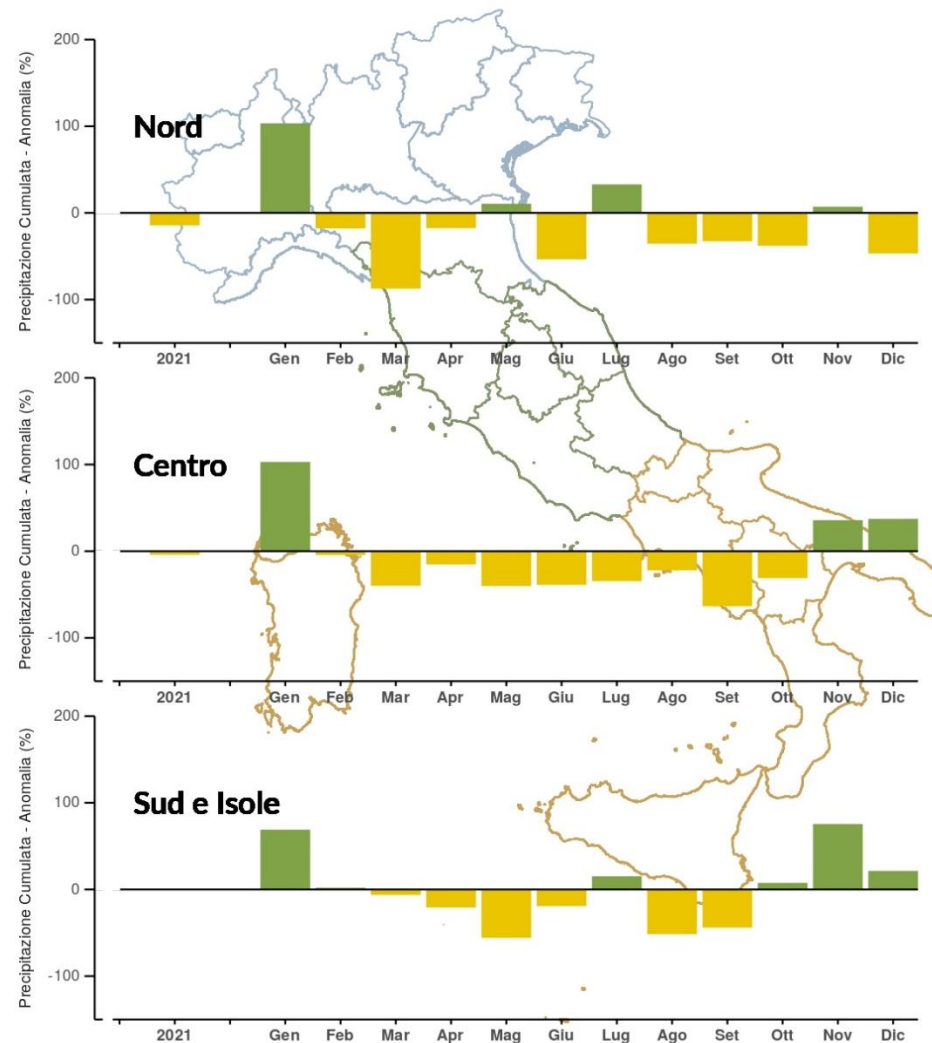 Precipitazione Cumulata - Anomalia (%)
200
100
0
-100
Nord
2021 Gen Feb Mar Apr Mag Giu Lug Ago Set Ott Nov Dic
Precipitazione Cumulata - Anomalia (%)
200
100
0
-100
Centro
2021 Gen Feb Mar Apr Mag Giu Lug Ago Set Ott Nov Dic
Precipitazione Cumulata - Anomalia (%)
200
100
0
-100
Sud e Isole
2021 Gen Feb Mar Apr Mag Giu Lug Ago Set Ott Nov Dic